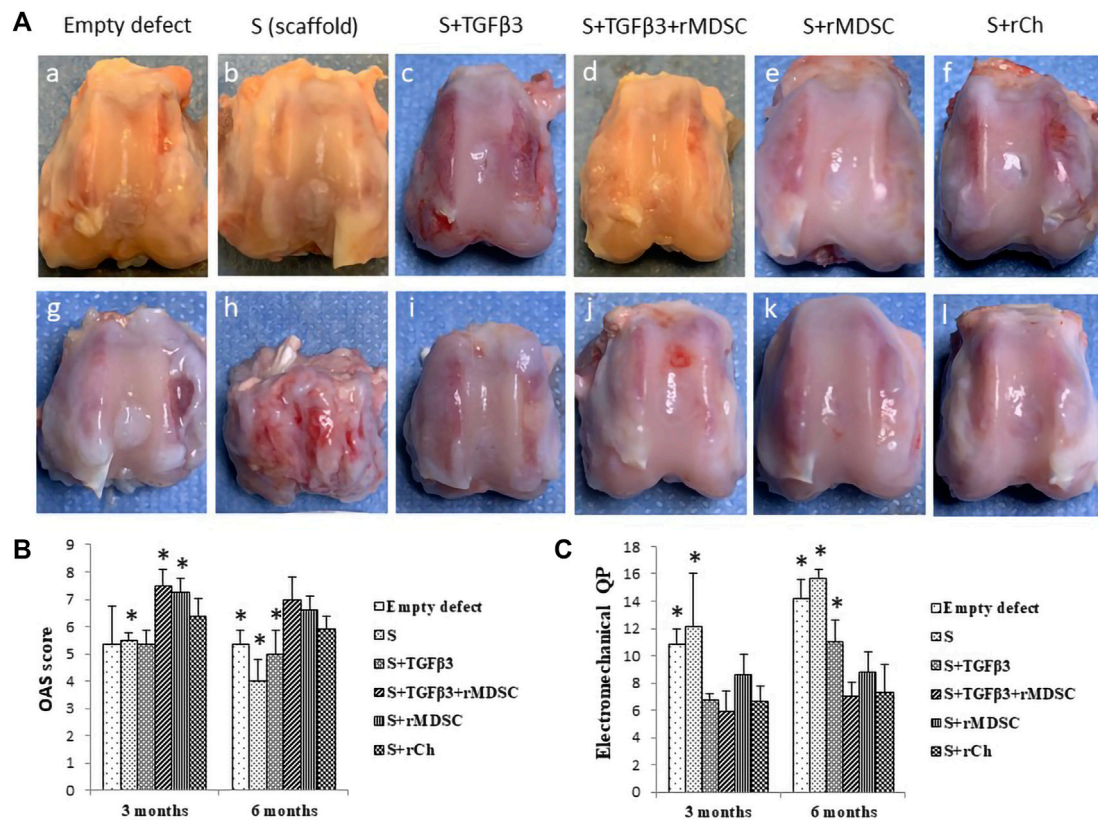 A
Empty defect S (scaffold) S+TGFβ3 S+TGFβ3+rMDSC S+rMDSC S+rCh
a b c d e f
g h i j k l
B
OAS score
9
8
7
6
5
4
3
2
1
0
* * * * * *
3 months 6 months
Empty defect
S
S+TGFβ3
S+TGFβ3+rMDSC
S+rMDSC
S+rCh
C
Electromechanical QP
18
16
14
12
10
8
6
4
2
0
* * * * *
3 months 6 months
Empty defect
S
S+TGFβ3
S+TGFβ3+rMDSC
S+rMDSC
S+rCh